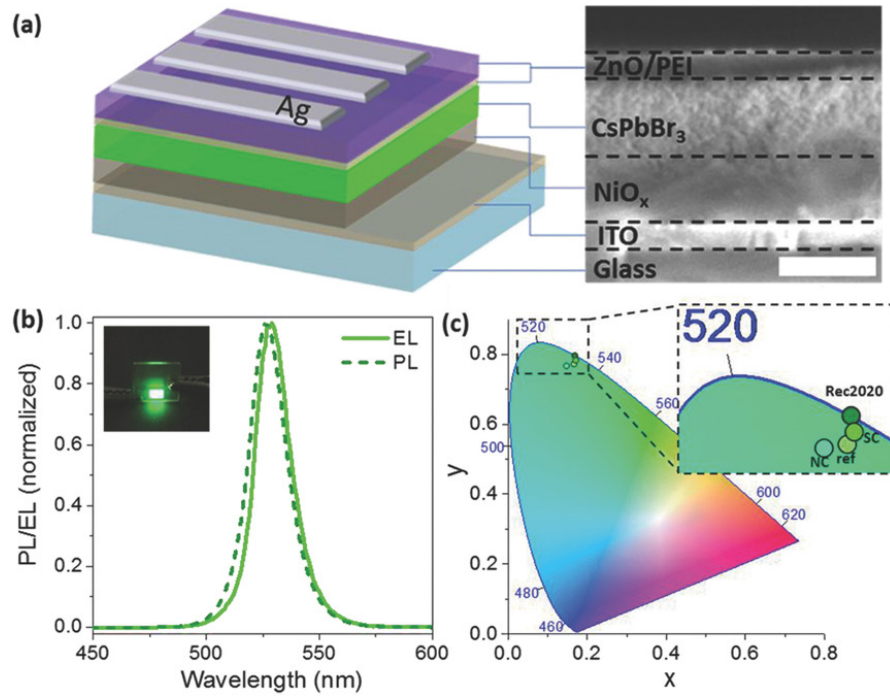 (a)
Ag
ZnO/PEI
CsPbBr₃
NiOₓ
ITO
Glass
(b)
EL
PL
PL/EL (normalized)
1.0
0.8
0.6
0.4
0.2
0.0
450 500 550 600
Wavelength (nm)
(c)
520
540
560
500
600
620
480
460
0.8
0.6
0.4
0.2
0.0
y
0.0 0.2 0.4 0.6 0.8
x
520
Rec2020
SC
ref
NC